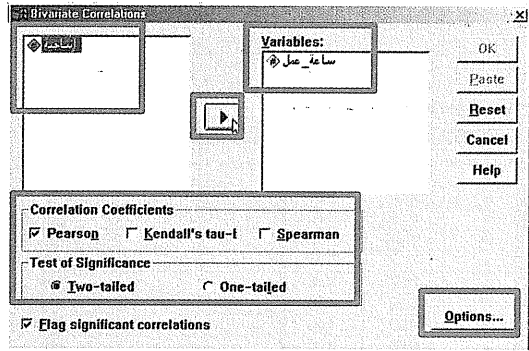 Bivariate Correlations
Variables:
ساعة_عمل
OK
Paste
Reset
Cancel
Help
Correlation Coefficients
Pearson Kendall's tau-b Spearman
Test of Significance
Two-tailed One-tailed
Flag significant correlations
Options...